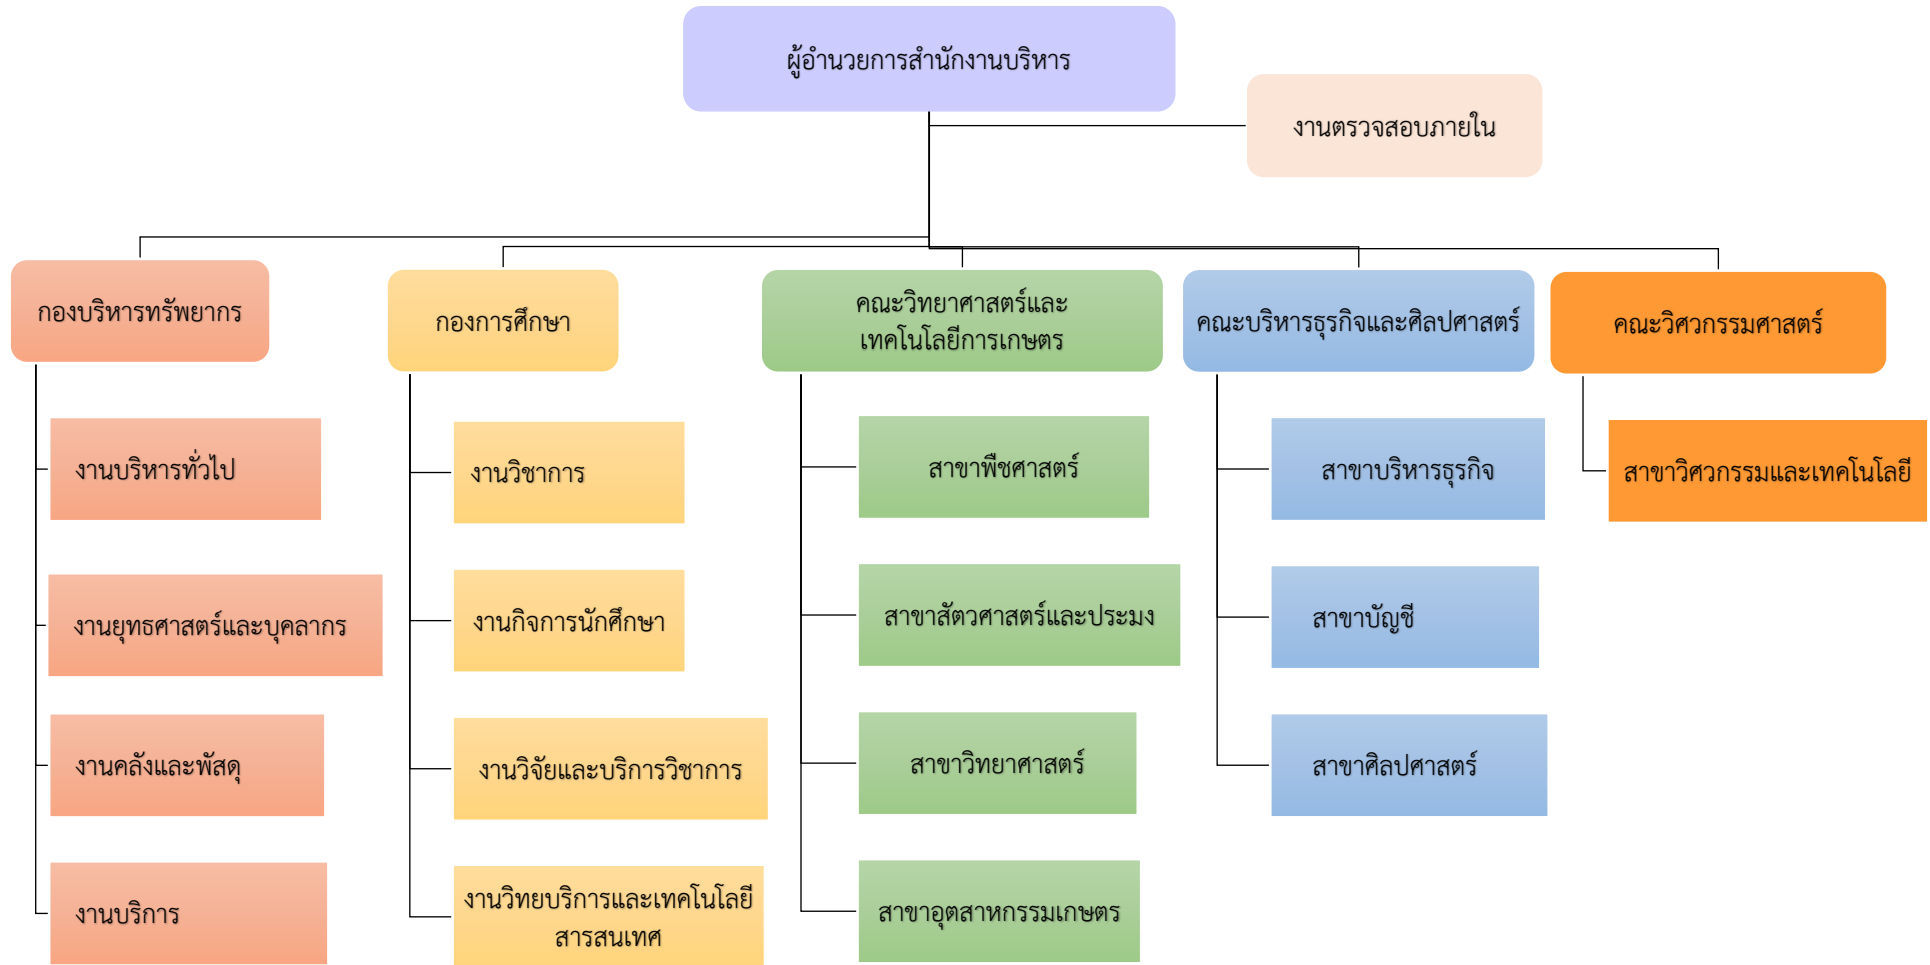 ผู้อำนวยการสำนักงานบริหาร
งานตรวจสอบภายใน
กองบริหารทรัพยากร
งานบริหารทั่วไป
งานยุทธศาสตร์และบุคลากร
งานคลังและพัสดุ
งานบริการ
กองการศึกษา
งานวิชาการ
งานกิจการนักศึกษา
งานวิจัยและบริการวิชาการ
งานวิทยบริการและเทคโนโลยี
สารสนเทศ
คณะวิทยาศาสตร์และ
เทคโนโลยีการเกษตร
สาขาพืชศาสตร์
สาขาสัตวศาสตร์และประมง
สาขาวิทยาศาสตร์
สาขาอุตสาหกรรมเกษตร
คณะบริหารธุรกิจและศิลปศาสตร์
สาขาบริหารธุรกิจ
สาขาบัญชี
สาขาศิลปศาสตร์
คณะวิศวกรรมศาสตร์
สาขาวิศวกรรมและเทคโนโลยี